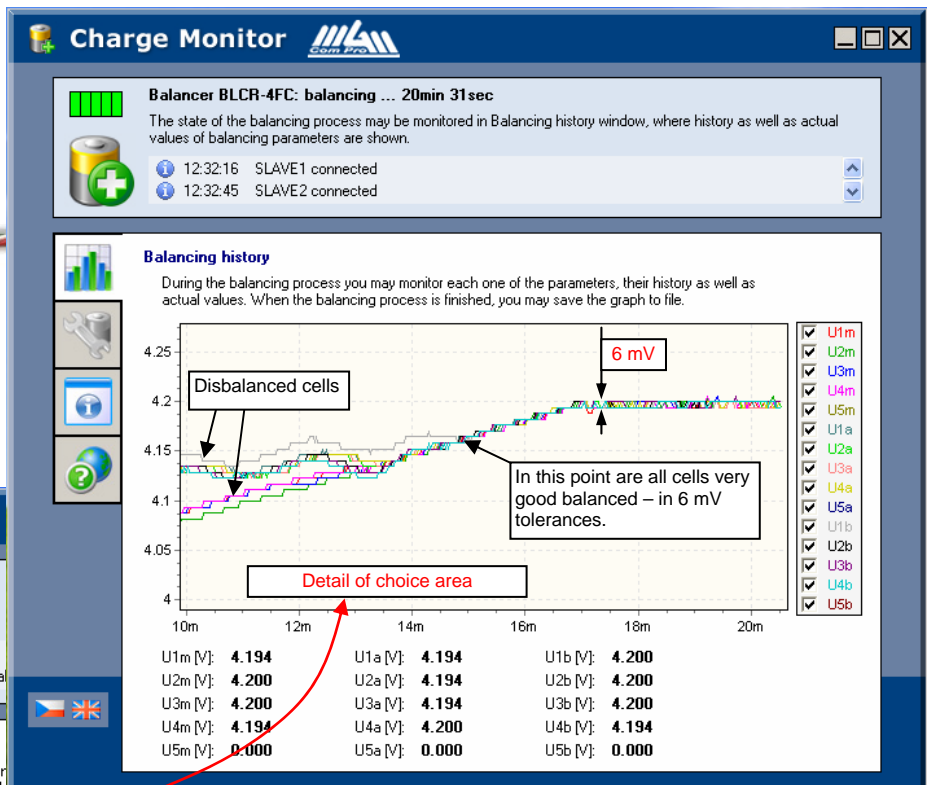 Charge Monitor
Com Pro
Balancer BLCR-4FC: balancing ... 20min 31sec
The state of the balancing process may be monitored in Balancing history window, where history as well as actual
values of balancing parameters are shown.
12:32:16 SLAVE1 connected
12:32:45 SLAVE2 connected
Balancing history
During the balancing process you may monitor each one of the parameters, their history as well as
actual values. When the balancing process is finished, you may save the graph to file.
4.25
4.2
4.15
4.1
4.05
4
10m 12m 14m 16m 18m 20m
6 mV
Disbalanced cells
In this point are all cells very
good balanced – in 6 mV
tolerances.
Detail of choice area
U1m
U2m
U3m
U4m
U5m
U1a
U2a
U3a
U4a
U5a
U1b
U2b
U3b
U4b
U5b
U1m [V]: 4.194 U1a [V]: 4.194 U1b [V]: 4.200
U2m [V]: 4.200 U2a [V]: 4.194 U2b [V]: 4.200
U3m [V]: 4.200 U3a [V]: 4.194 U3b [V]: 4.200
U4m [V]: 4.194 U4a [V]: 4.200 U4b [V]: 4.194
U5m [V]: 0.000 U5a [V]: 0.000 U5b [V]: 0.000